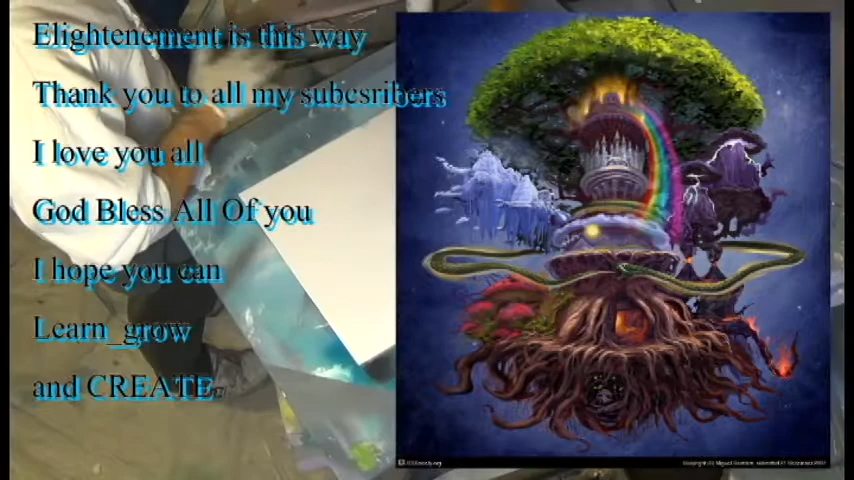 Elightenement is this way
Thank you to all my subcsribers
I love you all
God Bless All Of you
I hope you can
Learn_grow
and CREATE